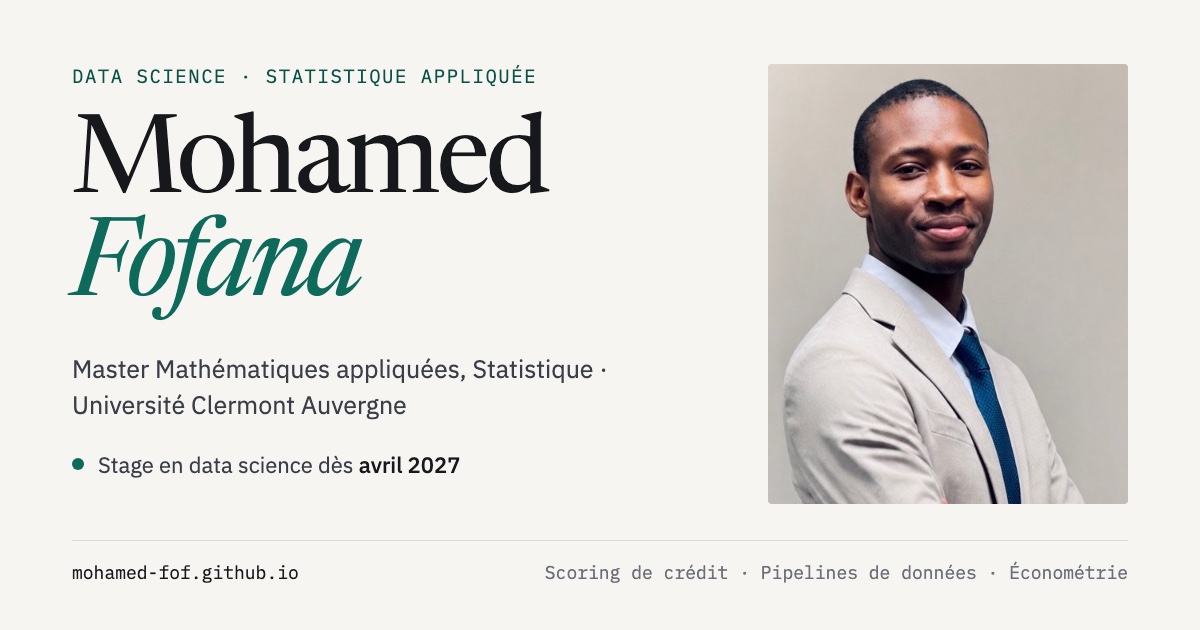 DATA SCIENCE · STATISTIQUE APPLIQUÉE
Mohamed
Fofana
Master Mathématiques appliquées, Statistique ·
Université Clermont Auvergne
Stage en data science dès avril 2027
mohamed-fof.github.io
Scoring de crédit · Pipelines de données · Économétrie